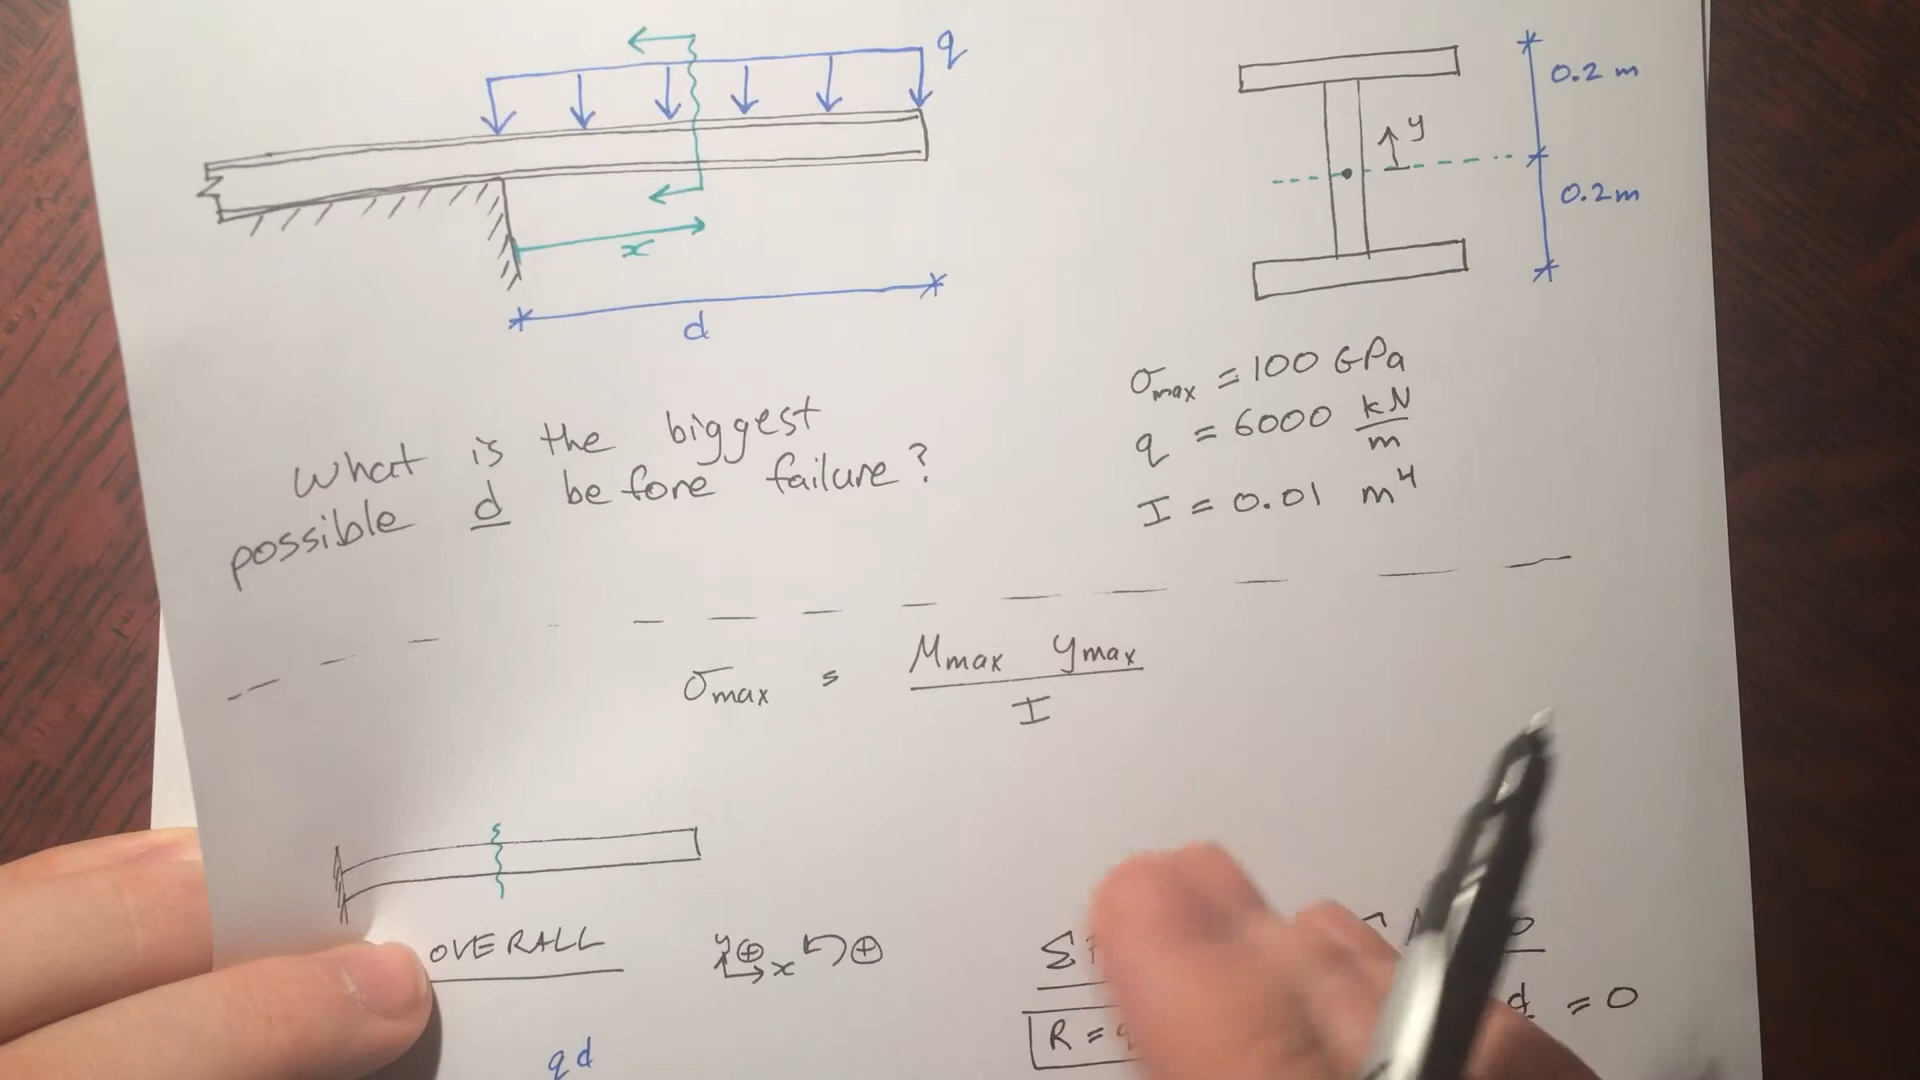 q
0.2 m
y
0.2m
x
d
σmax = 100 GPa
q = 6000 kN/m
I = 0.01 m⁴
What is the biggest
possible d before failure?
σmax = Mmax ymax / I
OVERALL
y ⊕ x ⊕
Σ
R =
d = 0
qd